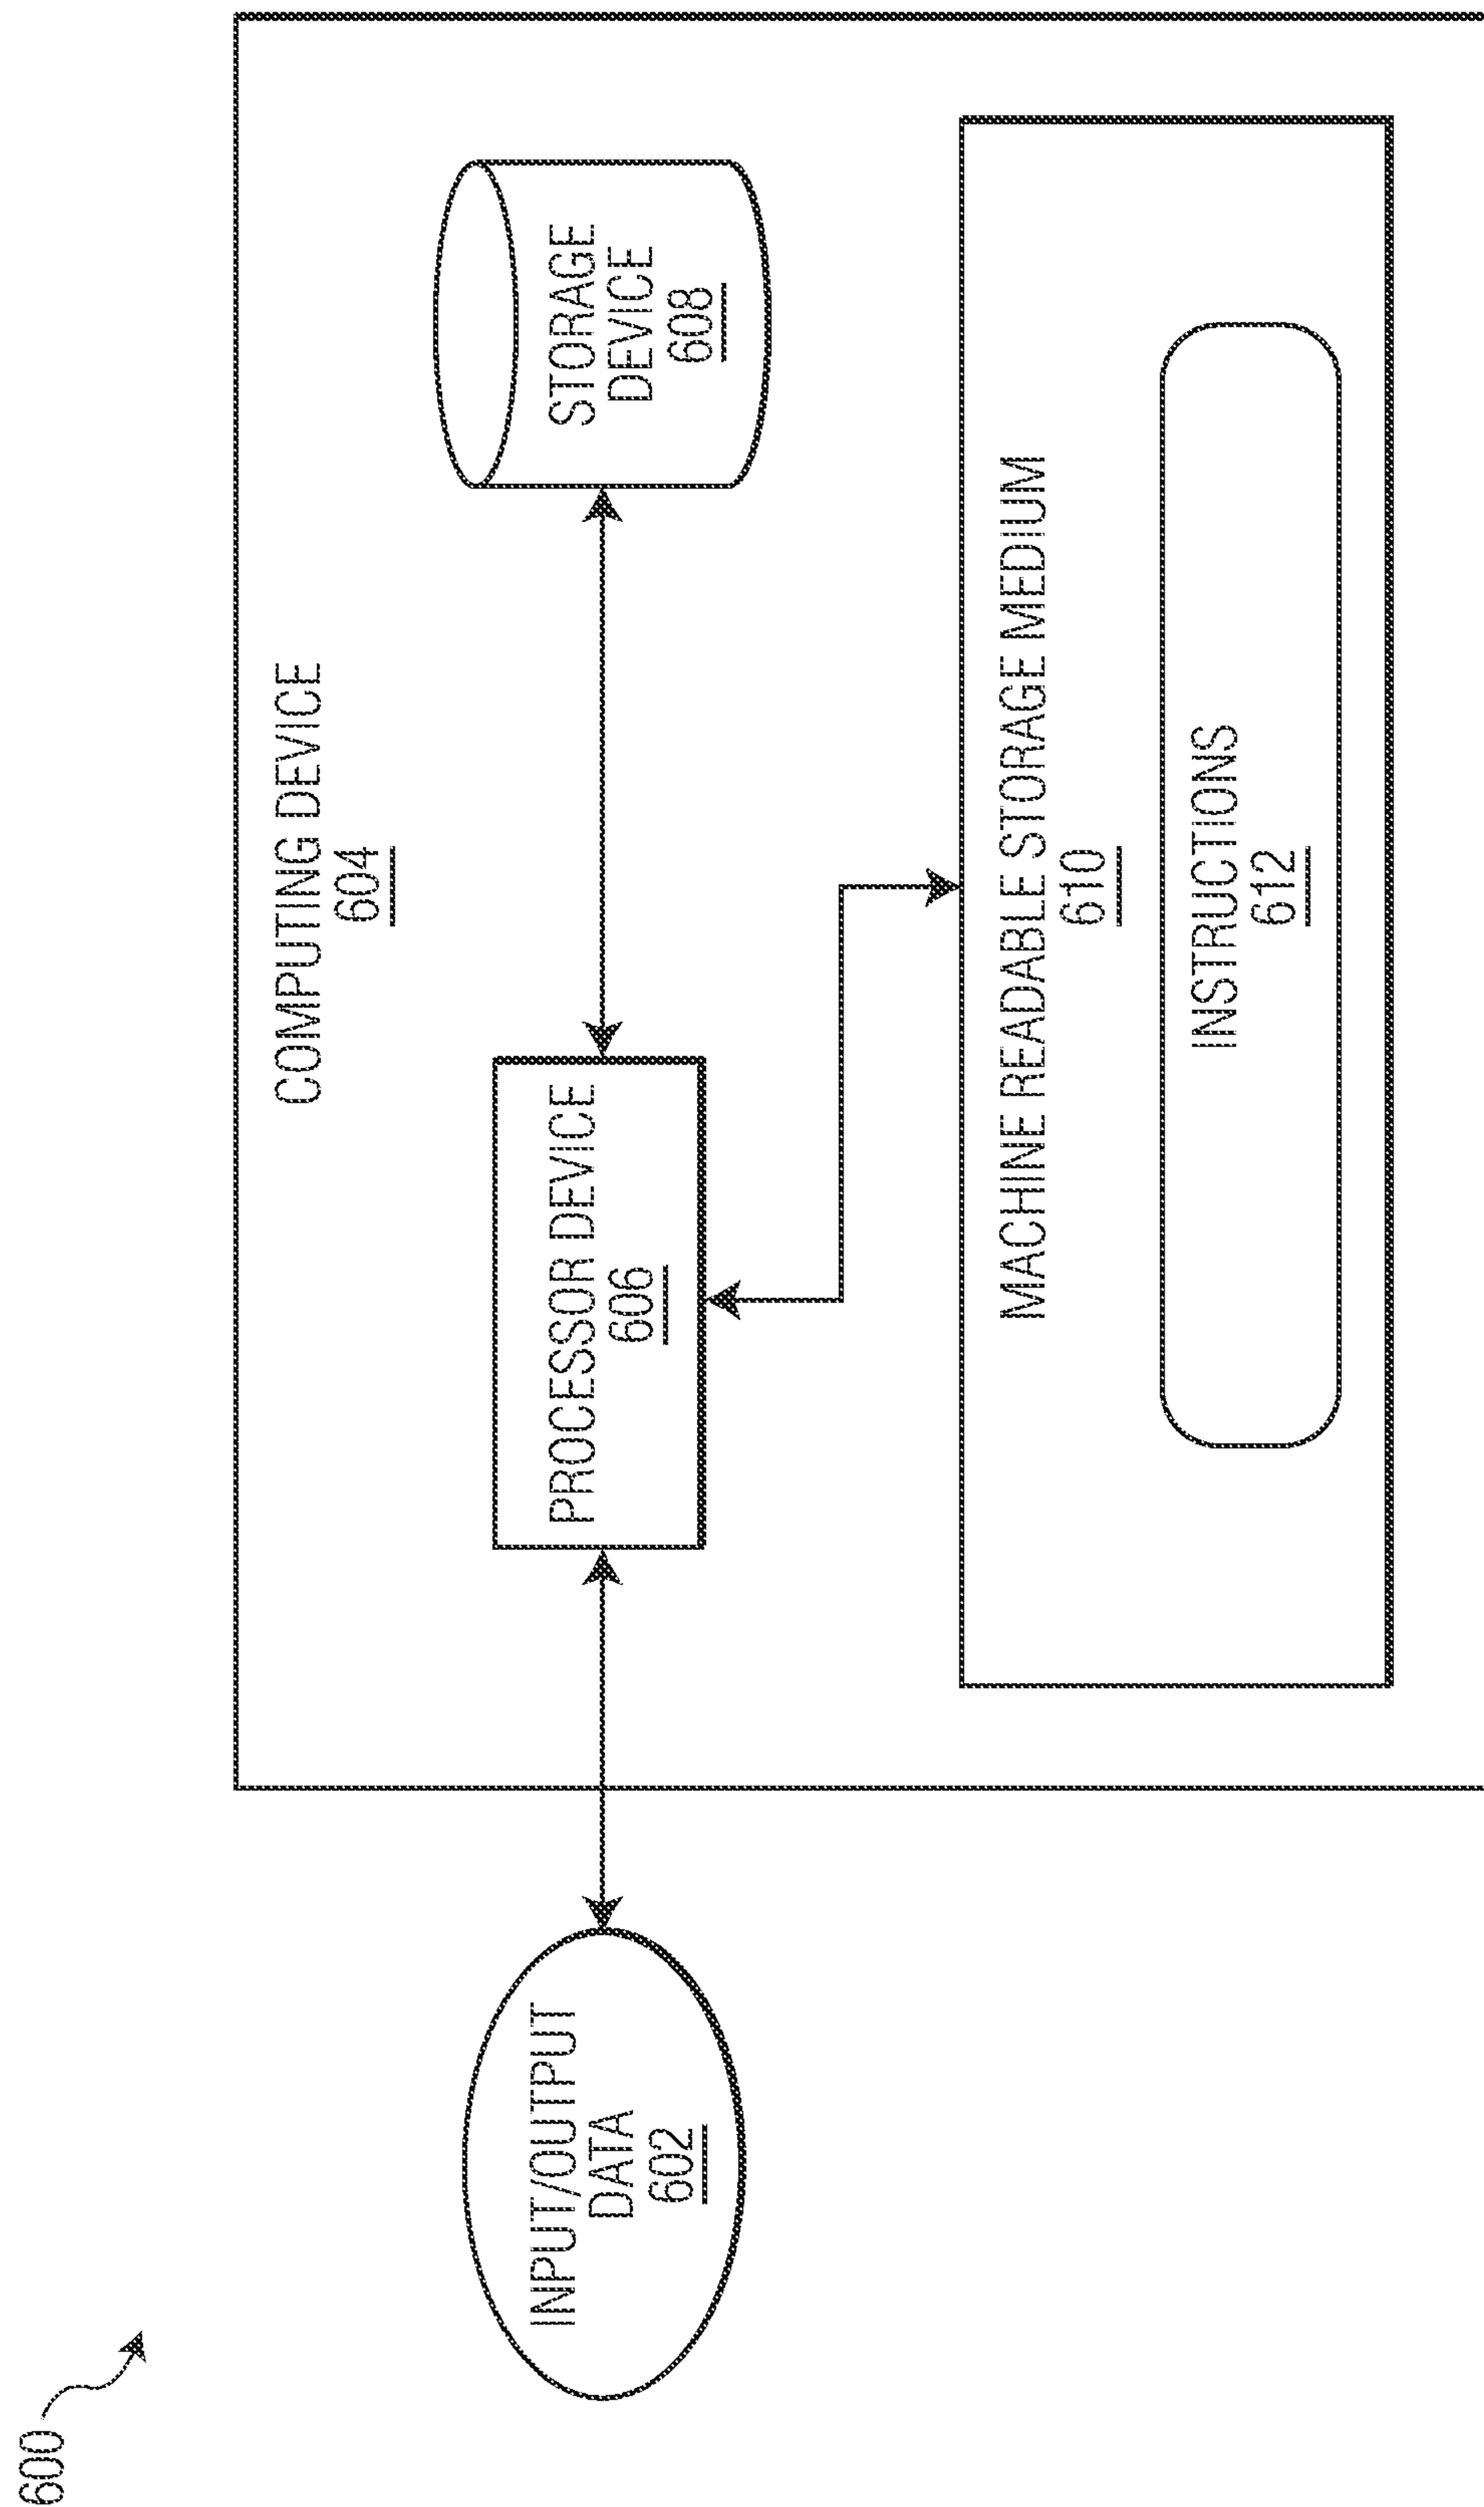 600
COMPUTING DEVICE
604
INPUT/OUTPUT
DATA
602
PROCESSOR DEVICE
606
STORAGE
DEVICE
608
MACHINE READABLE STORAGE MEDIUM
610
INSTRUCTIONS
612